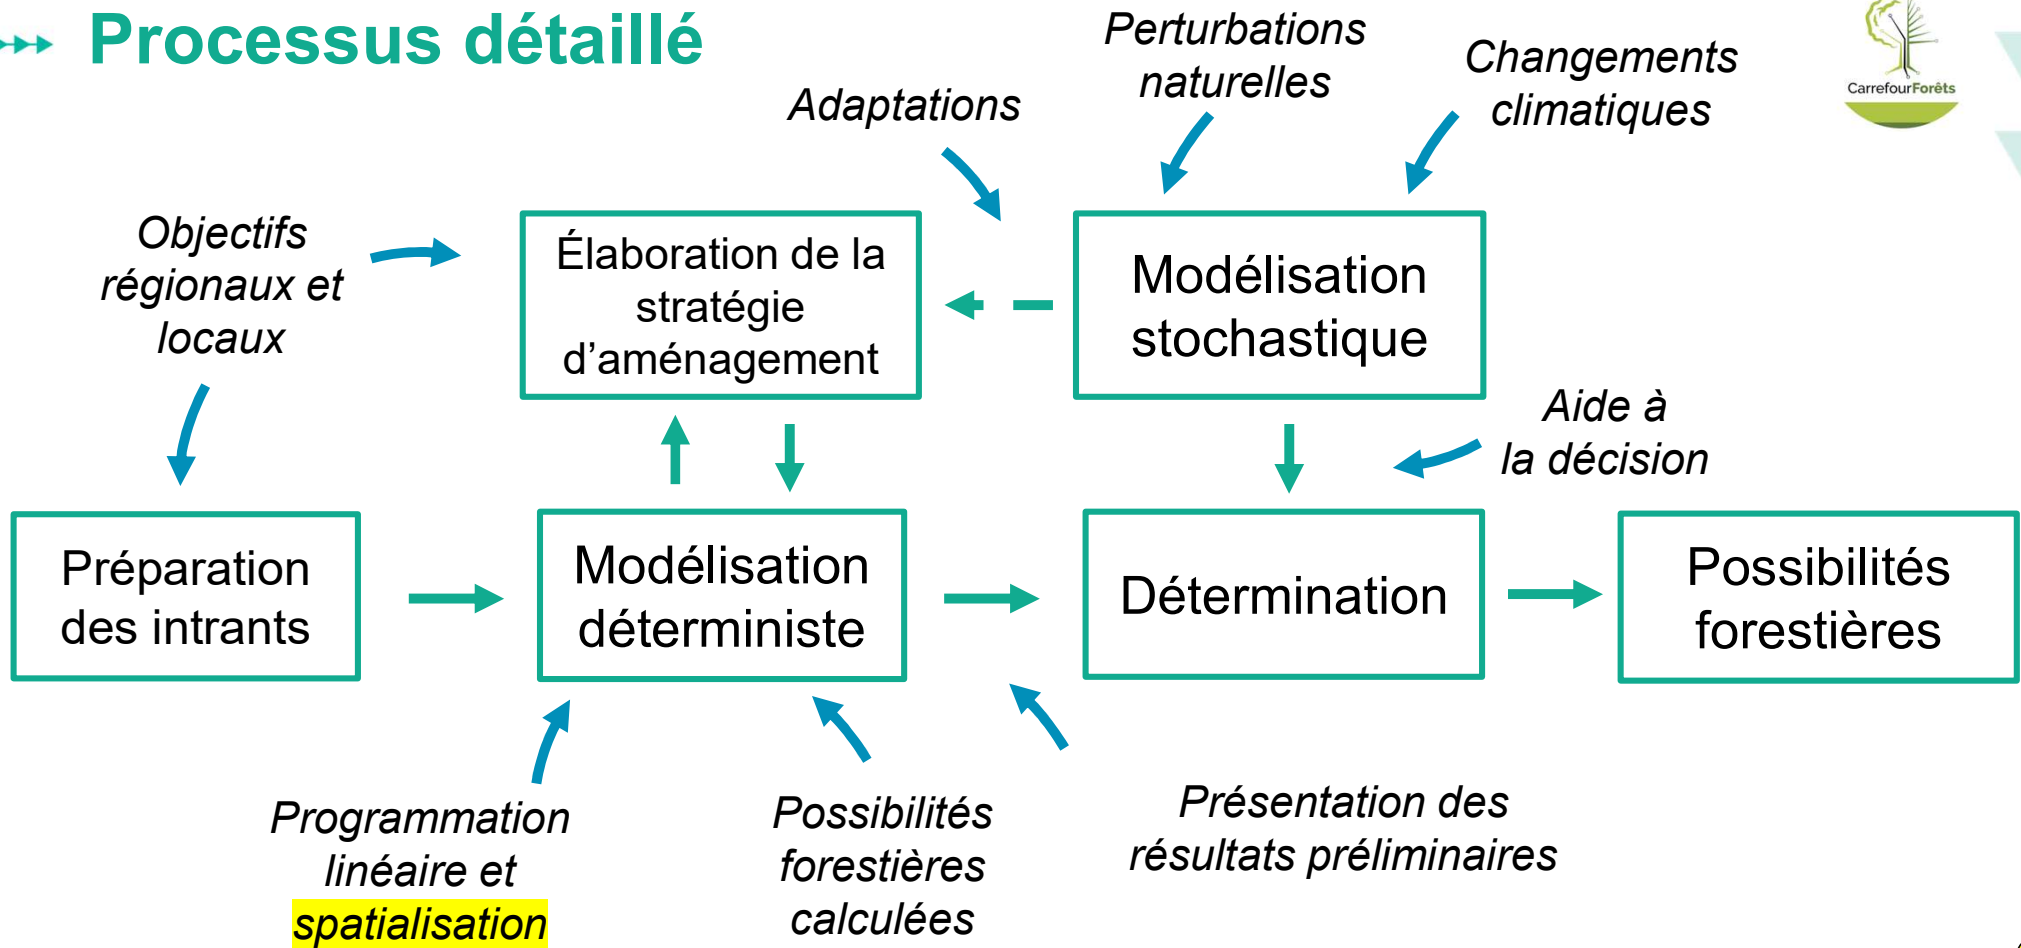 Processus détaillé
Perturbations
naturelles
Changements
climatiques
Adaptations
CarrefourForêts
Objectifs
régionaux et
locaux
Élaboration de la
stratégie
d’aménagement
Modélisation
stochastique
Aide à
la décision
Préparation
des intrants
Modélisation
déterministe
Détermination
Possibilités
forestières
Programmation
linéaire et
spatialisation
Possibilités
forestières
calculées
Présentation des
résultats préliminaires